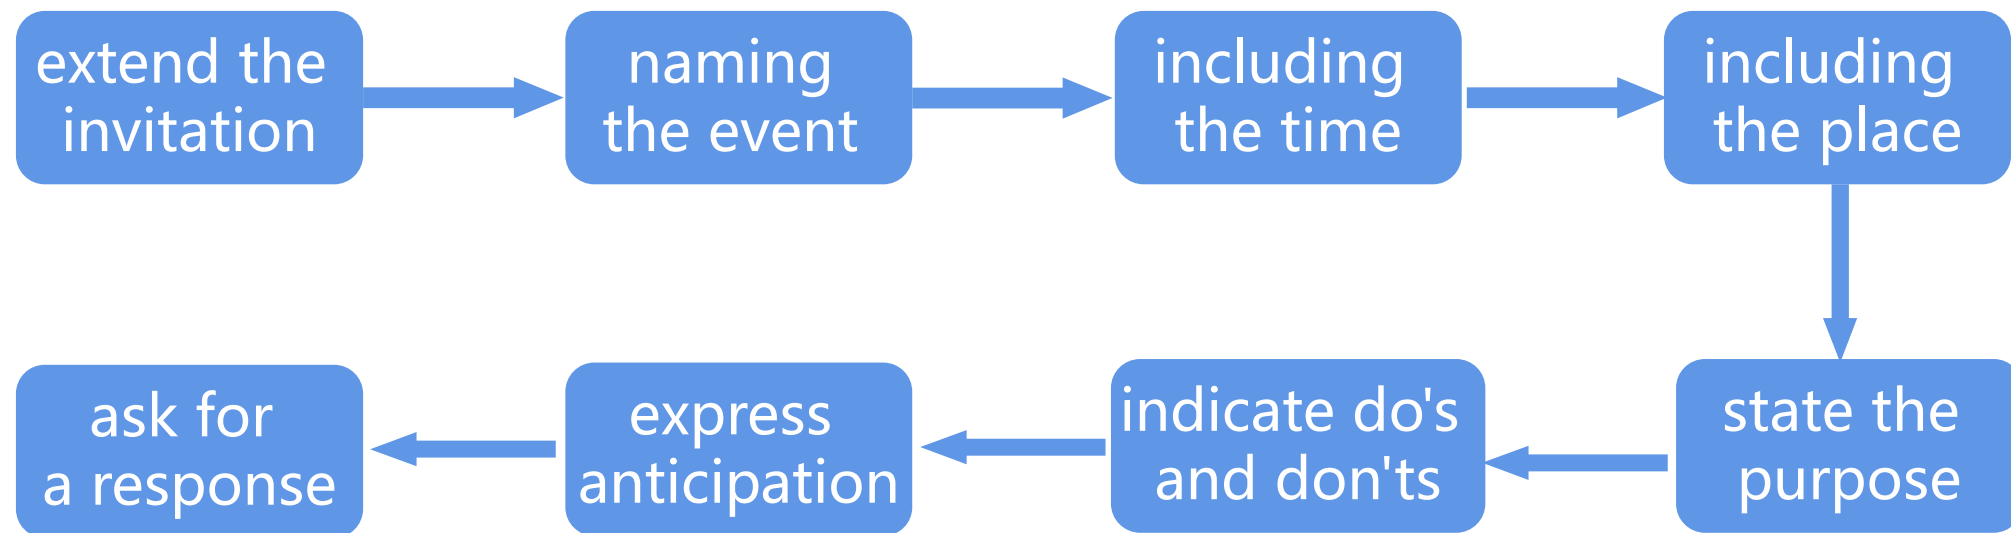 extend the
invitation
naming
the event
including
the time
including
the place
state the
purpose
indicate do's
and don'ts
express
anticipation
ask for
a response